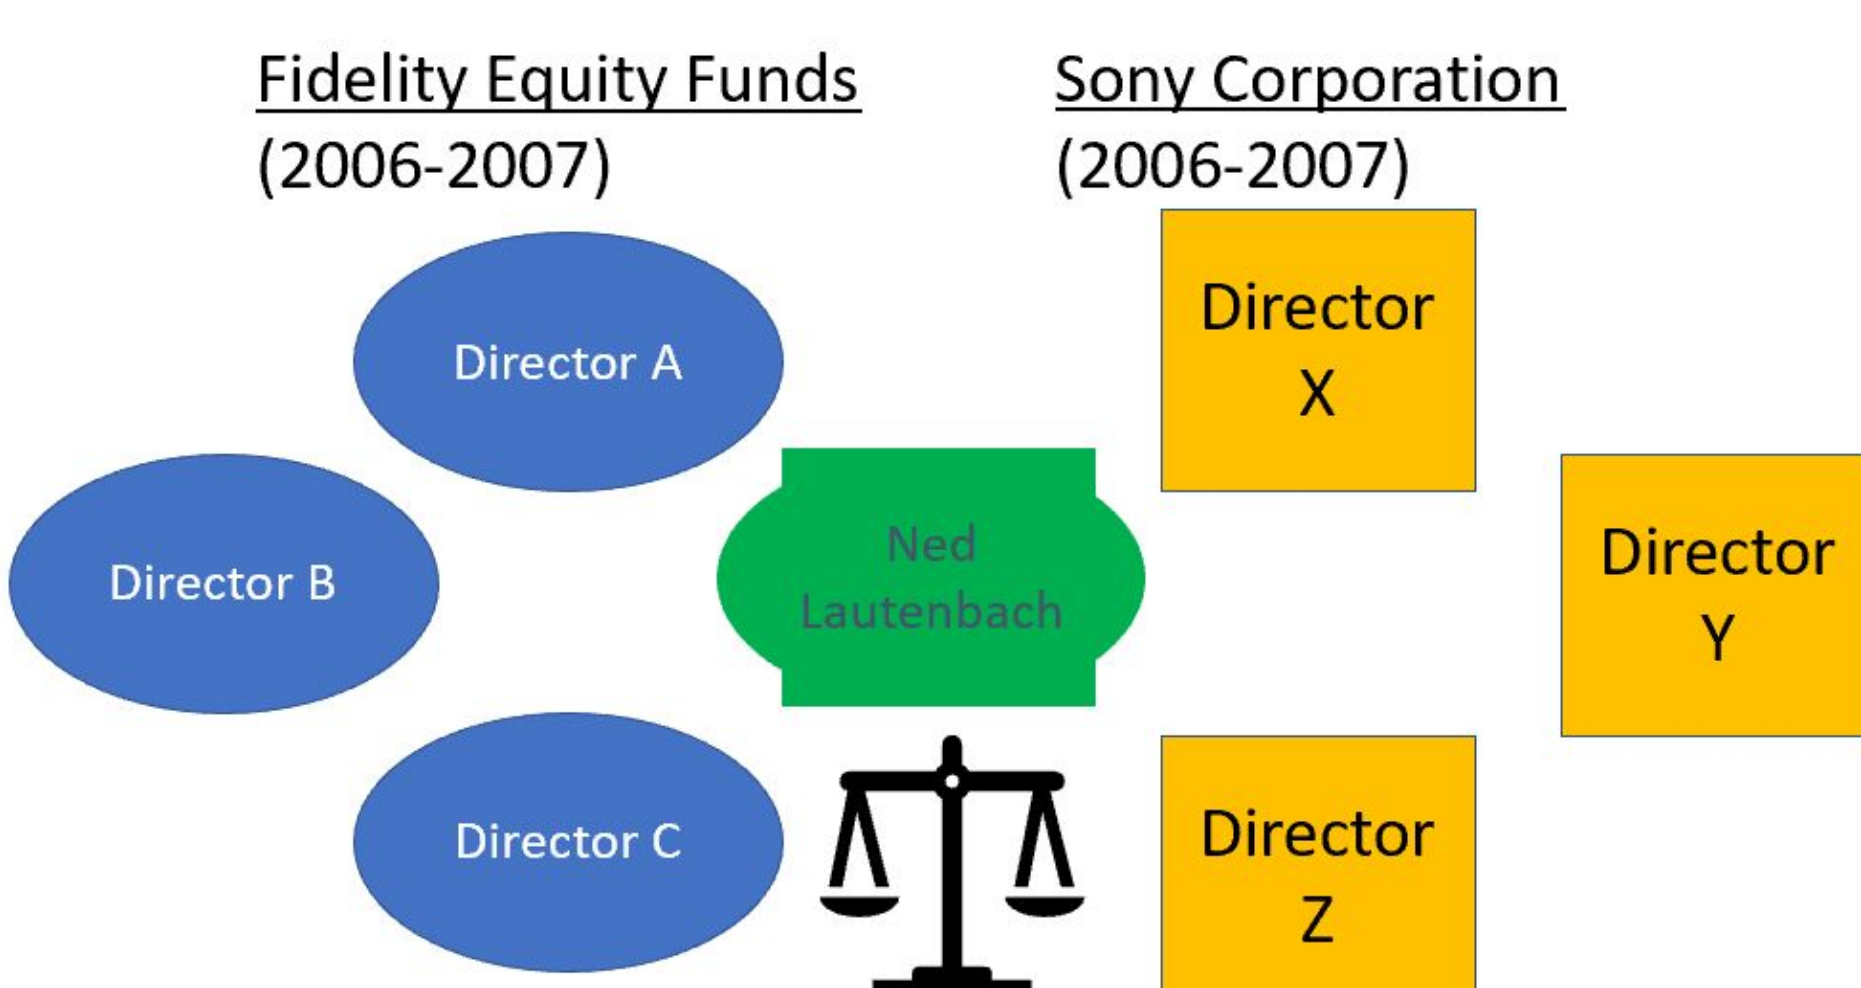 Fidelity Equity Funds
(2006-2007)
Sony Corporation
(2006-2007)
Director A
Director B
Director C
Ned
Lautenbach
Director
X
Director
Y
Director
Z